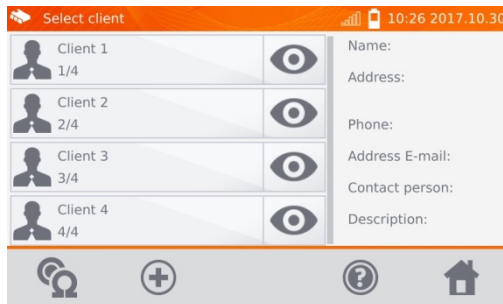 Select client
10:26 2017.10.30
Client 1
1/4
Client 2
2/4
Client 3
3/4
Client 4
4/4
Name:
Address:
Phone:
Address E-mail:
Contact person:
Description: